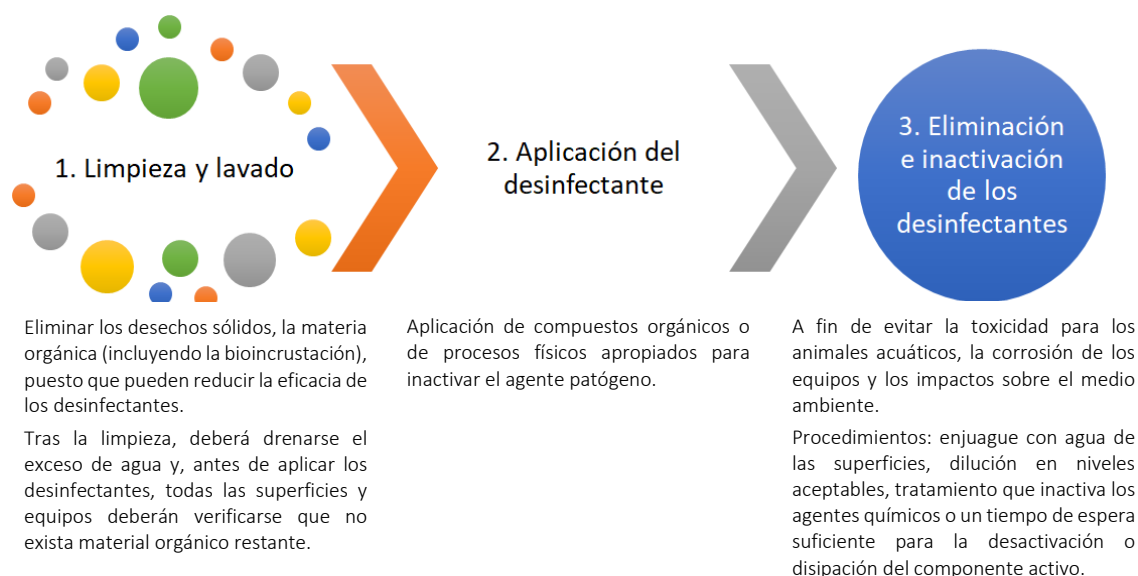 1. Limpieza y lavado
2. Aplicación del
desinfectante
3. Eliminación
e inactivación
de los
desinfectantes
Eliminar los desechos sólidos, la materia
orgánica (incluyendo la bioincrustación),
puesto que pueden reducir la eficacia de
los desinfectantes.
Tras la limpieza, deberá drenarse el
exceso de agua y, antes de aplicar los
desinfectantes, todas las superficies y
equipos deberán verificarse que no
exista material orgánico restante.
Aplicación de compuestos orgánicos o
de procesos físicos apropiados para
inactivar el agente patógeno.
A fin de evitar la toxicidad para los
animales acuáticos, la corrosión de los
equipos y los impactos sobre el medio
ambiente.
Procedimientos: enjuague con agua de
las superficies, dilución en niveles
aceptables, tratamiento que inactiva los
agentes químicos o un tiempo de espera
suficiente para la desactivación o
disipación del componente activo.